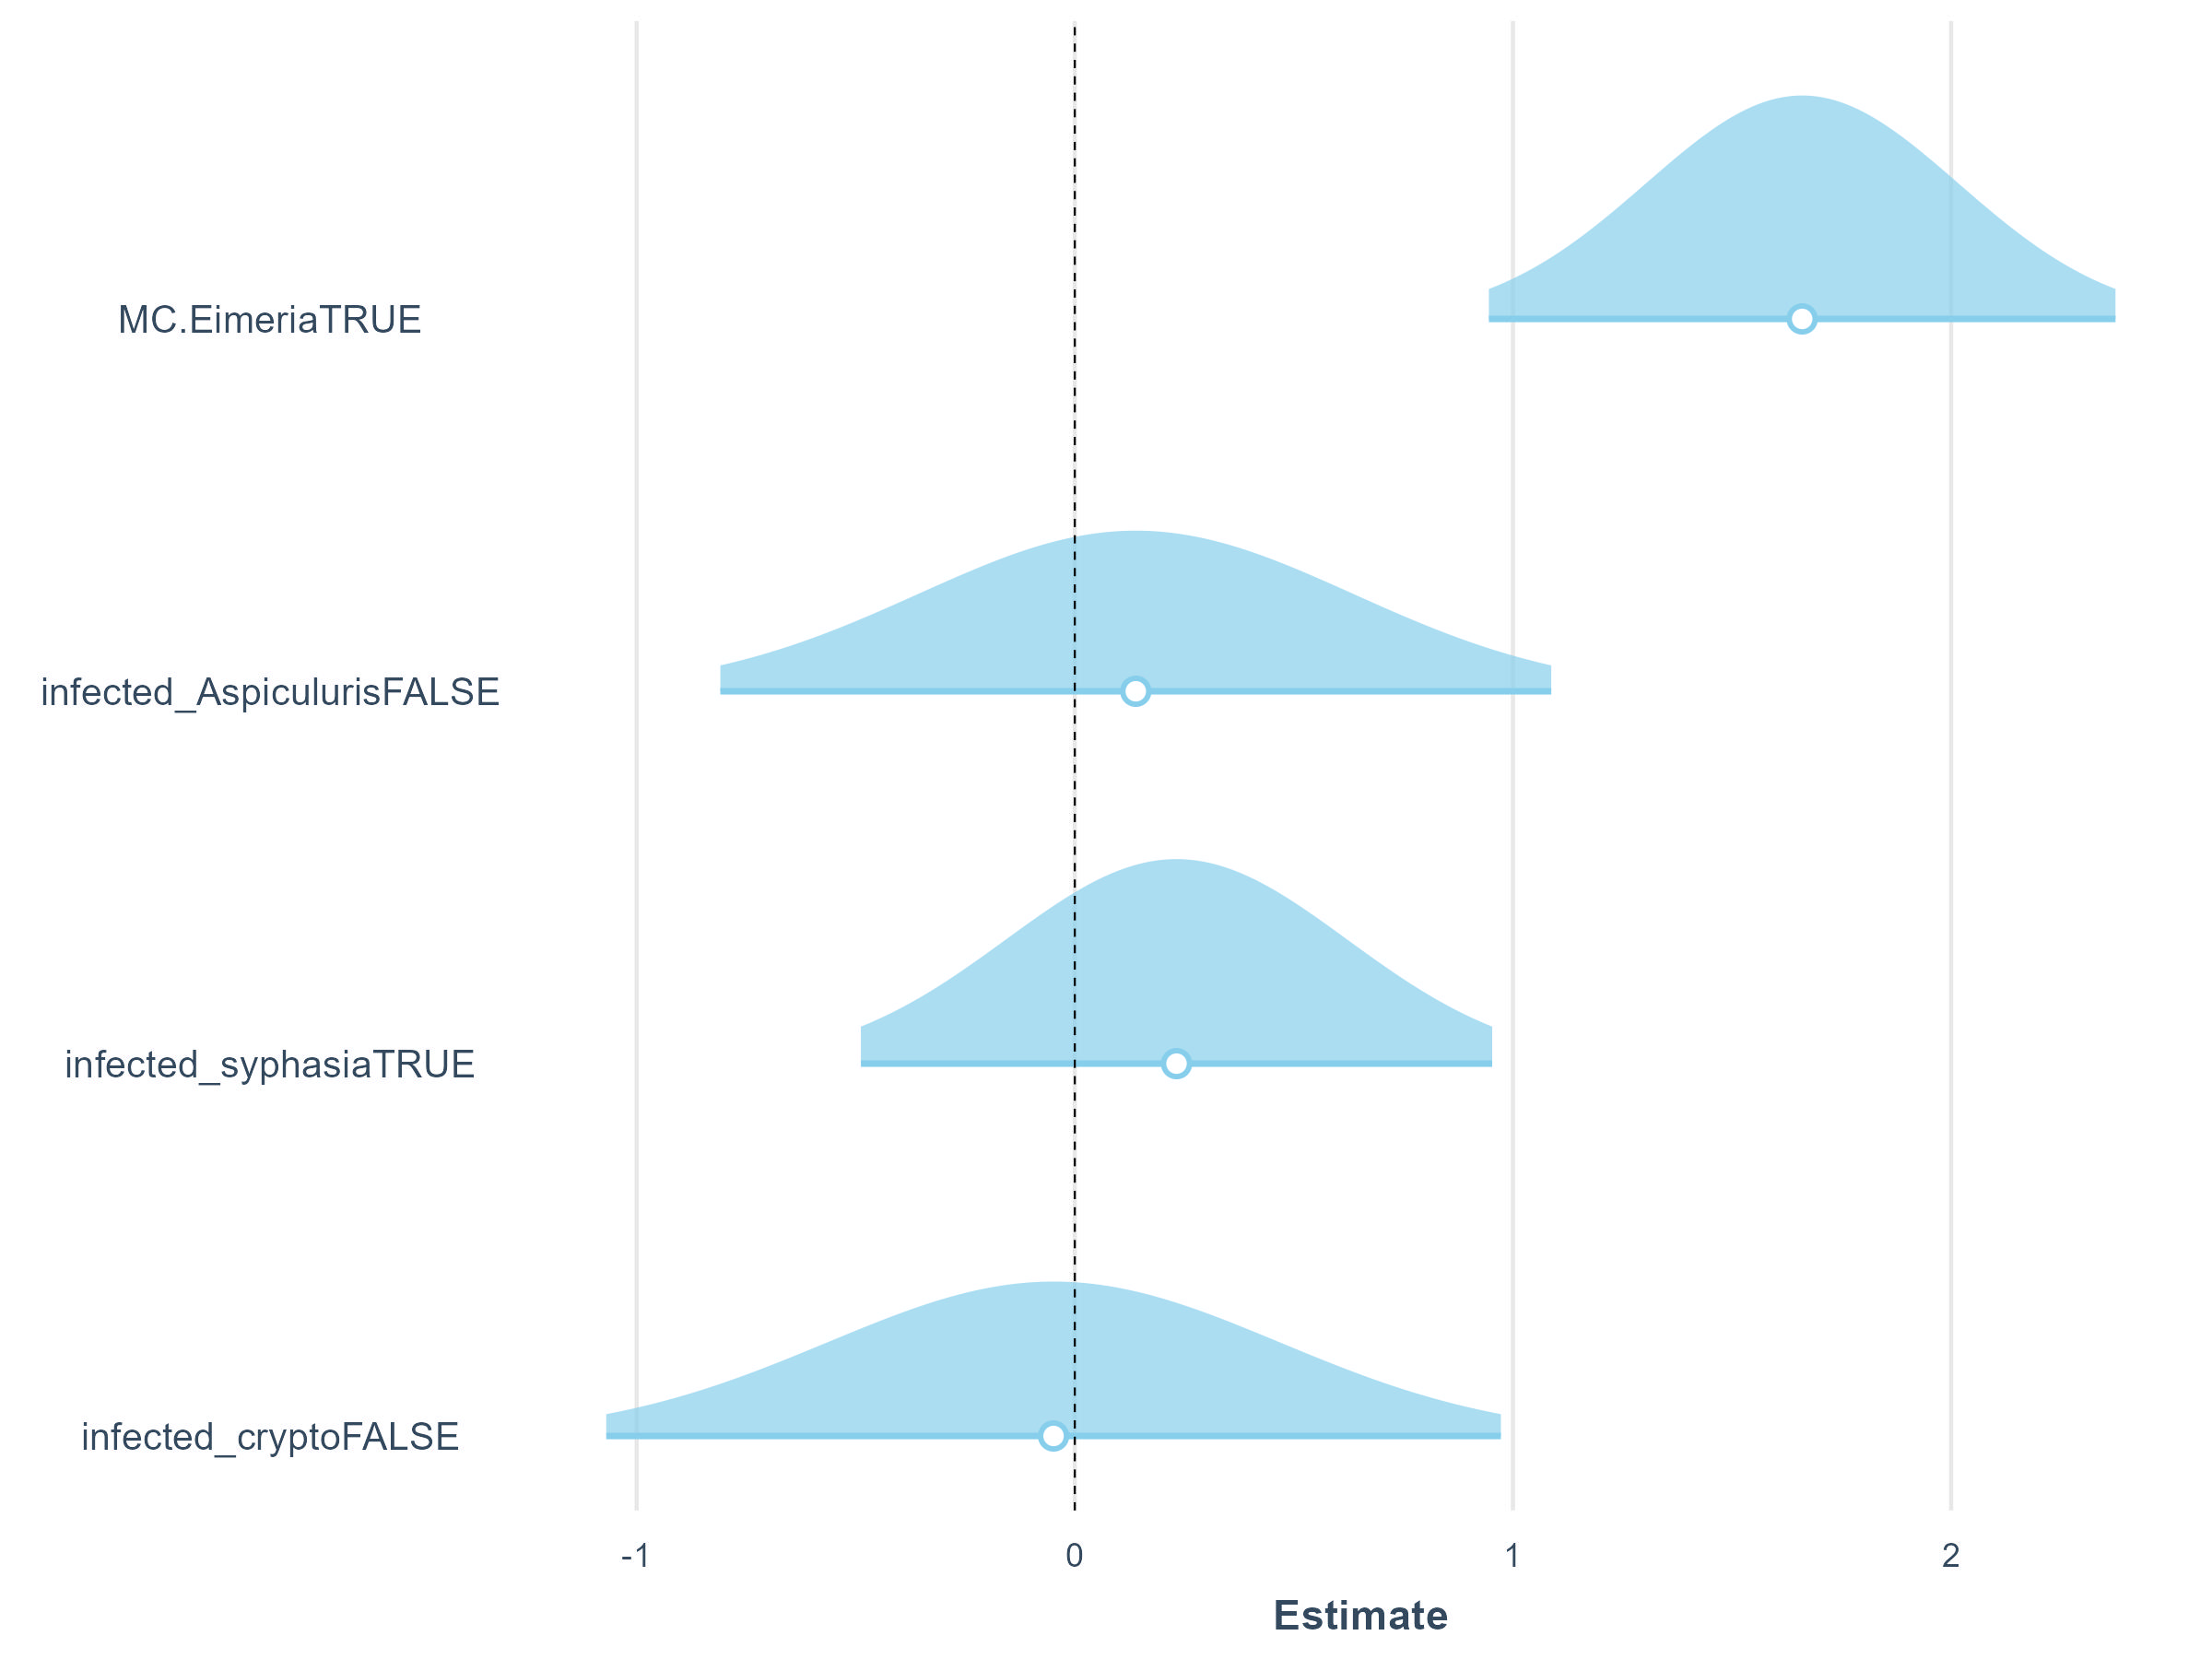 MC.EimeriaTRUE
infected_AspiculurisFALSE
infected_syphasiaTRUE
infected_cryptoFALSE
-1 0 1 2
Estimate